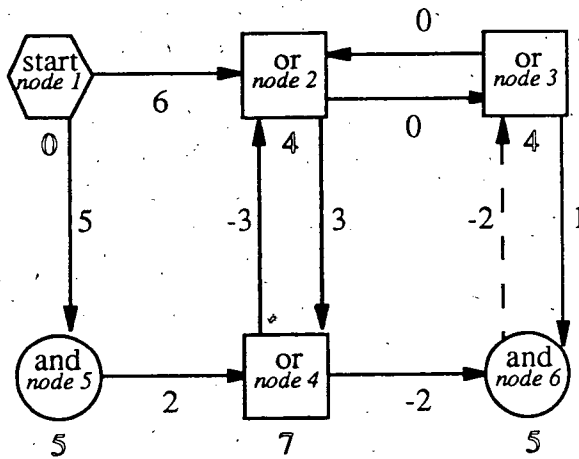 0
start
node 1
or
node 2
or
node 3
6
0
0
4
4
5
-3
3
-2
1
and
node 5
or
node 4
and
node 6
2
-2
5
7
5